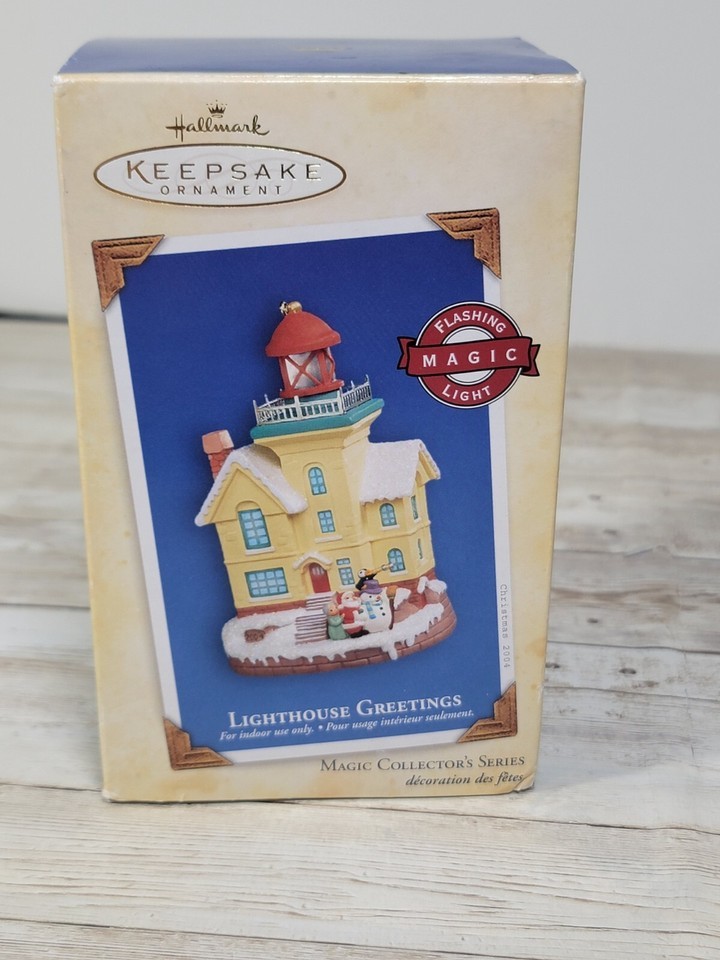 Hallmark
KEEPSAKE
ORNAMENT
FLASHING
MAGIC
LIGHT
Christmas 2004
LIGHTHOUSE GREETINGS
For indoor use only. • Pour usage intérieur seulement.
MAGIC COLLECTOR'S SERIES
décoration des fêtes